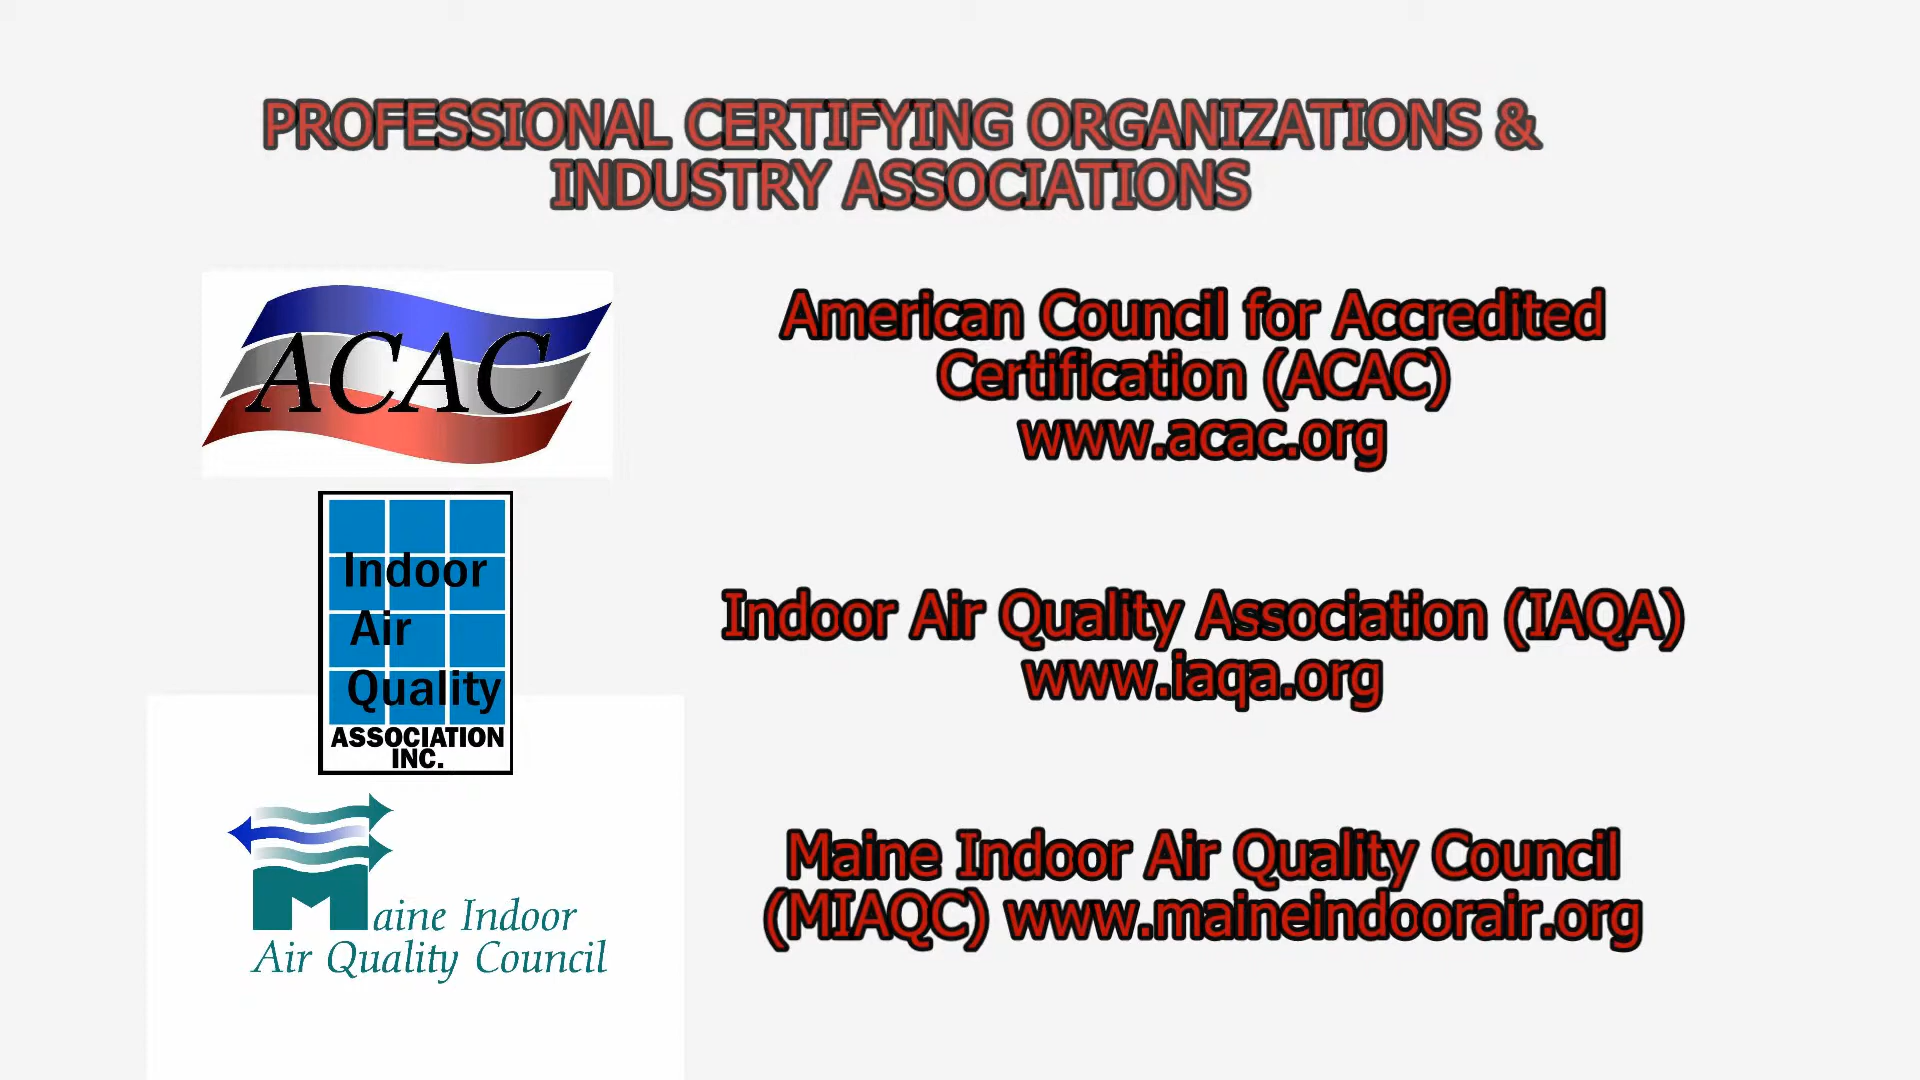 PROFESSIONAL CERTIFYING ORGANIZATIONS &
INDUSTRY ASSOCIATIONS
ACAC
American Council for Accredited
Certification (ACAC)
www.acac.org
Indoor
Air
Quality
ASSOCIATION
INC.
Indoor Air Quality Association (IAQA)
www.iaqa.org
Maine Indoor
Air Quality Council
Maine Indoor Air Quality Council
(MIAQC) www.maineindoorair.org